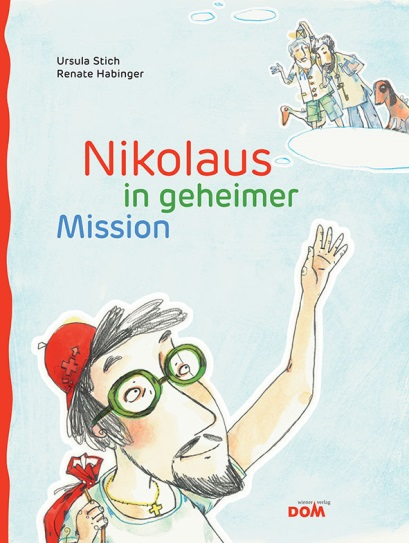 Ursula Stich
Renate Habinger
Nikolaus
in geheimer
Mission
wiener verlag
DOM